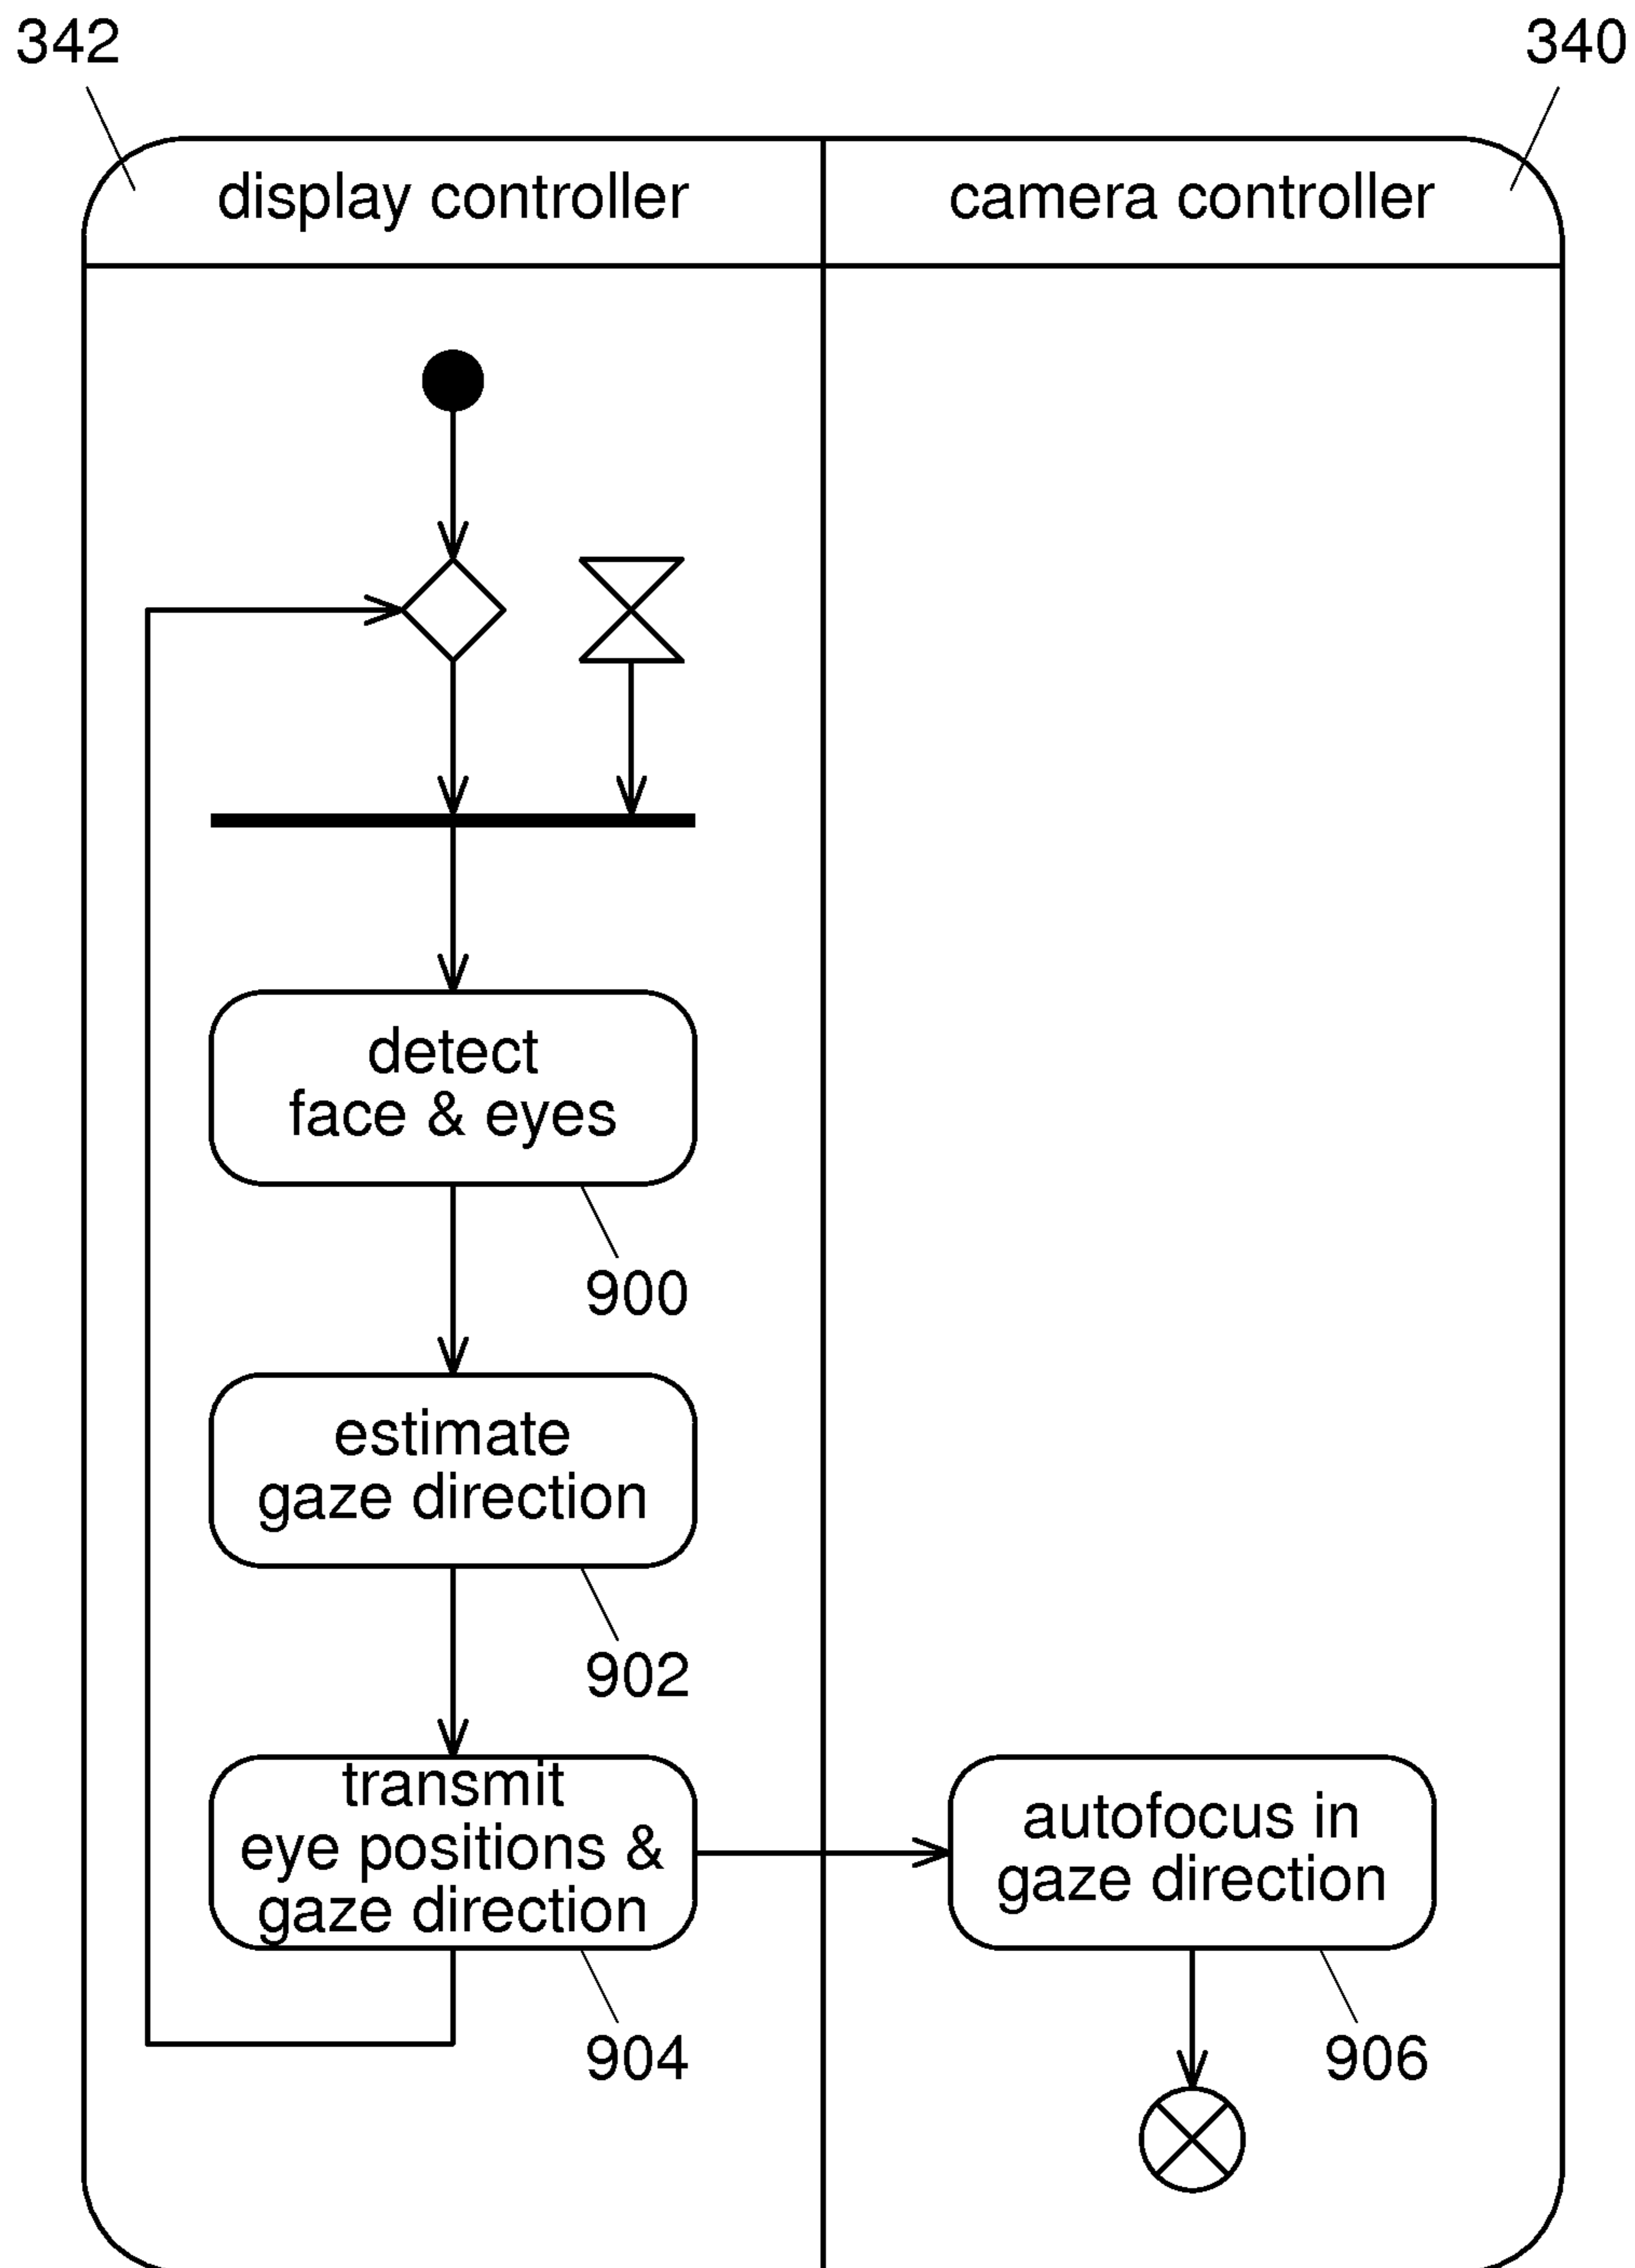 342
340
display controller
camera controller
detect
face & eyes
900
estimate
gaze direction
902
transmit
eye positions &
gaze direction
904
autofocus in
gaze direction
906